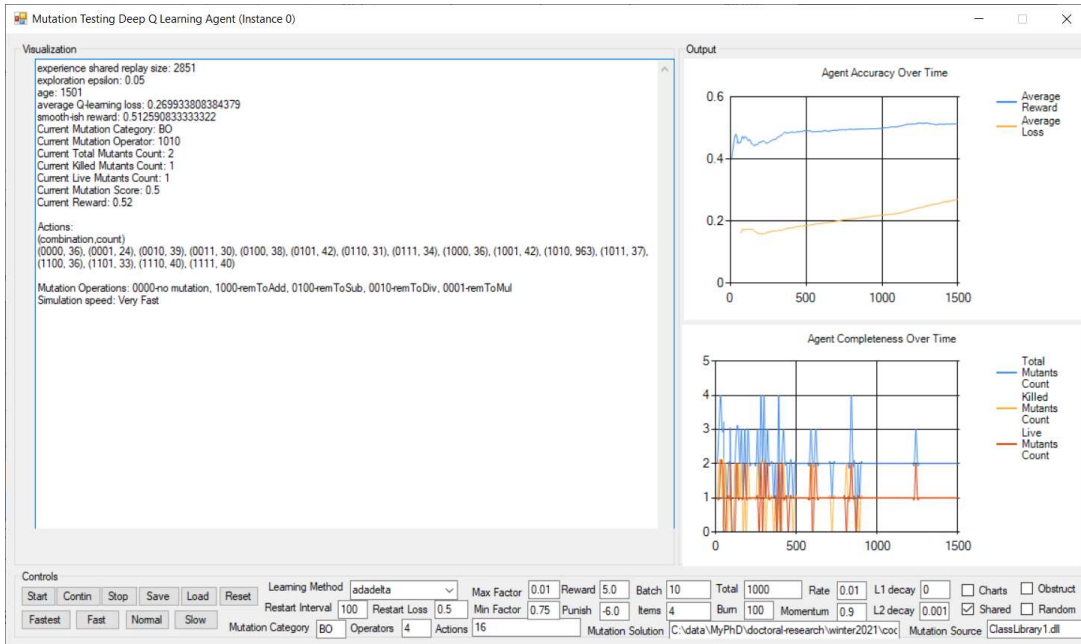 Mutation Testing Deep Q Learning Agent (Instance 0)
Visualization
experience shared replay size: 2851
exploration epsilon: 0.05
age: 1501
average Q-learning loss: 0.269933808384379
smooth-ish reward: 0.512590833333322
Current Mutation Category: BO
Current Mutation Operator: 1010
Current Total Mutants Count: 2
Current Killed Mutants Count: 1
Current Live Mutants Count: 1
Current Mutation Score: 0.5
Current Reward: 0.52
Actions:
(combination,count)
(0000, 36), (0001, 24), (0010, 39), (0011, 30), (0100, 38), (0101, 42), (0110, 31), (0111, 34), (1000, 36), (1001, 42), (1010, 963), (1011, 37),
(1100, 36), (1101, 33), (1110, 40), (1111, 40)
Mutation Operations: 0000-no mutation, 1000-remToAdd, 0100-remToSub, 0010-remToDiv, 0001-remToMul
Simulation speed: Very Fast
Output
Agent Accuracy Over Time
0.6
0.4
0.2
0
0 500 1000 1500
Average
Reward
Average
Loss
Agent Completeness Over Time
5
4
3
2
1
0
0 500 1000 1500
Total
Mutants
Count
Killed
Mutants
Count
Live
Mutants
Count
Controls
Start Contin Stop Save Load Reset
Fastest Fast Normal Slow
Learning Method adadelta Max Factor 0.01 Reward 5.0 Batch 10 Total 1000 Rate 0.01 L1 decay 0 Charts Obstruct
Restart Interval 100 Restart Loss 0.5 Min Factor 0.75 Punish -6.0 Items 4 Burn 100 Momentum 0.9 L2 decay 0.001 Shared Random
Mutation Category BO Operators 4 Actions 16 Mutation Solution C:\data\MyPhD\doctoral-research\winter2021\coc Mutation Source ClassLibrary1.dll